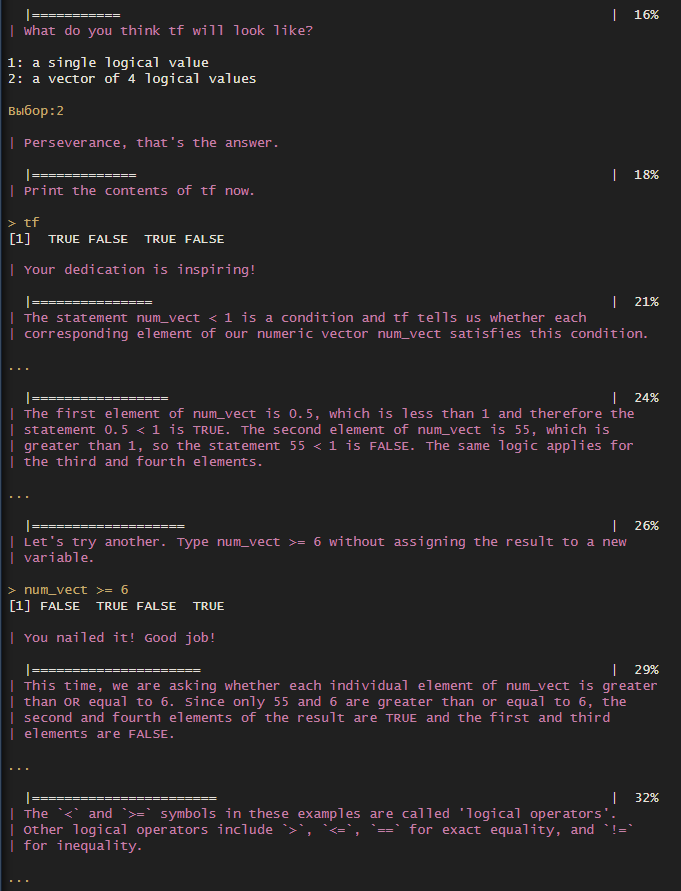 |===========                                                              |  16%
| What do you think tf will look like?
1: a single logical value
2: a vector of 4 logical values
Выбор:2
| Perseverance, that's the answer.
|=============                                                            |  18%
| Print the contents of tf now.
> tf
[1]  TRUE FALSE  TRUE FALSE
| Your dedication is inspiring!
|===============                                                          |  21%
| The statement num_vect < 1 is a condition and tf tells us whether each
| corresponding element of our numeric vector num_vect satisfies this condition.
...
|=================                                                        |  24%
| The first element of num_vect is 0.5, which is less than 1 and therefore the
| statement 0.5 < 1 is TRUE. The second element of num_vect is 55, which is
| greater than 1, so the statement 55 < 1 is FALSE. The same logic applies for
| the third and fourth elements.
...
|===================                                                      |  26%
| Let's try another. Type num_vect >= 6 without assigning the result to a new
| variable.
> num_vect >= 6
[1] FALSE  TRUE FALSE  TRUE
| You nailed it! Good job!
|=====================                                                    |  29%
| This time, we are asking whether each individual element of num_vect is greater
| than OR equal to 6. Since only 55 and 6 are greater than or equal to 6, the
| second and fourth elements of the result are TRUE and the first and third
| elements are FALSE.
...
|=======================                                                  |  32%
| The `<` and `>=` symbols in these examples are called 'logical operators'.
| Other logical operators include `>`, `<=`, `==` for exact equality, and `!=`
| for inequality.
...